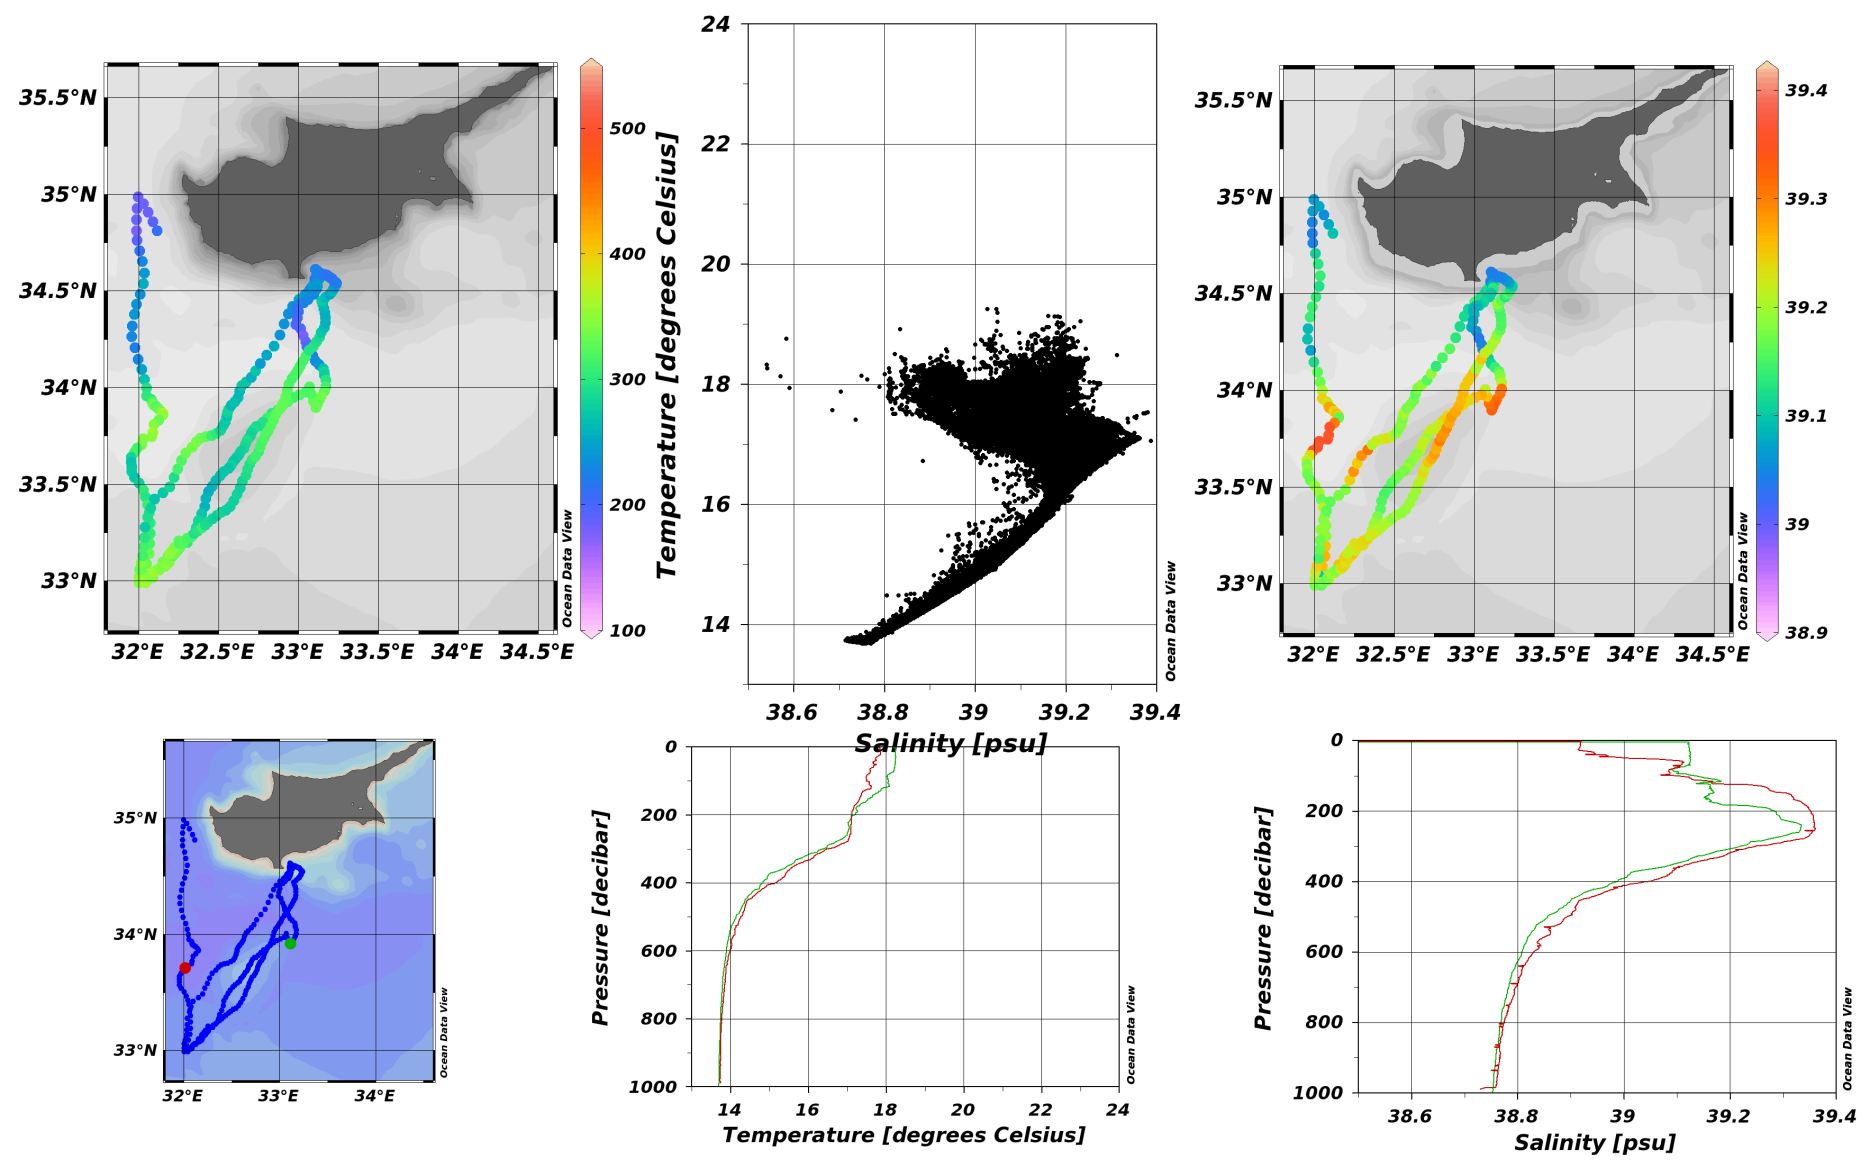 35.5°N
35°N
34.5°N
34°N
33.5°N
33°N
32°E 32.5°E 33°E 33.5°E 34°E 34.5°E
500
400
300
200
100
Ocean Data View
24
22
20
18
16
14
Temperature [degrees Celsius]
38.6 38.8 39 39.2 39.4
Salinity [psu]
Ocean Data View
35.5°N
35°N
34.5°N
34°N
33.5°N
33°N
32°E 32.5°E 33°E 33.5°E 34°E 34.5°E
39.4
39.3
39.2
39.1
39
38.9
Ocean Data View
35°N
34°N
33°N
32°E 33°E 34°E
Ocean Data View
0
200
400
600
800
1000
Pressure [decibar]
14 16 18 20 22 24
Temperature [degrees Celsius]
Ocean Data View
0
200
400
600
800
1000
Pressure [decibar]
38.6 38.8 39 39.2 39.4
Salinity [psu]
Ocean Data View